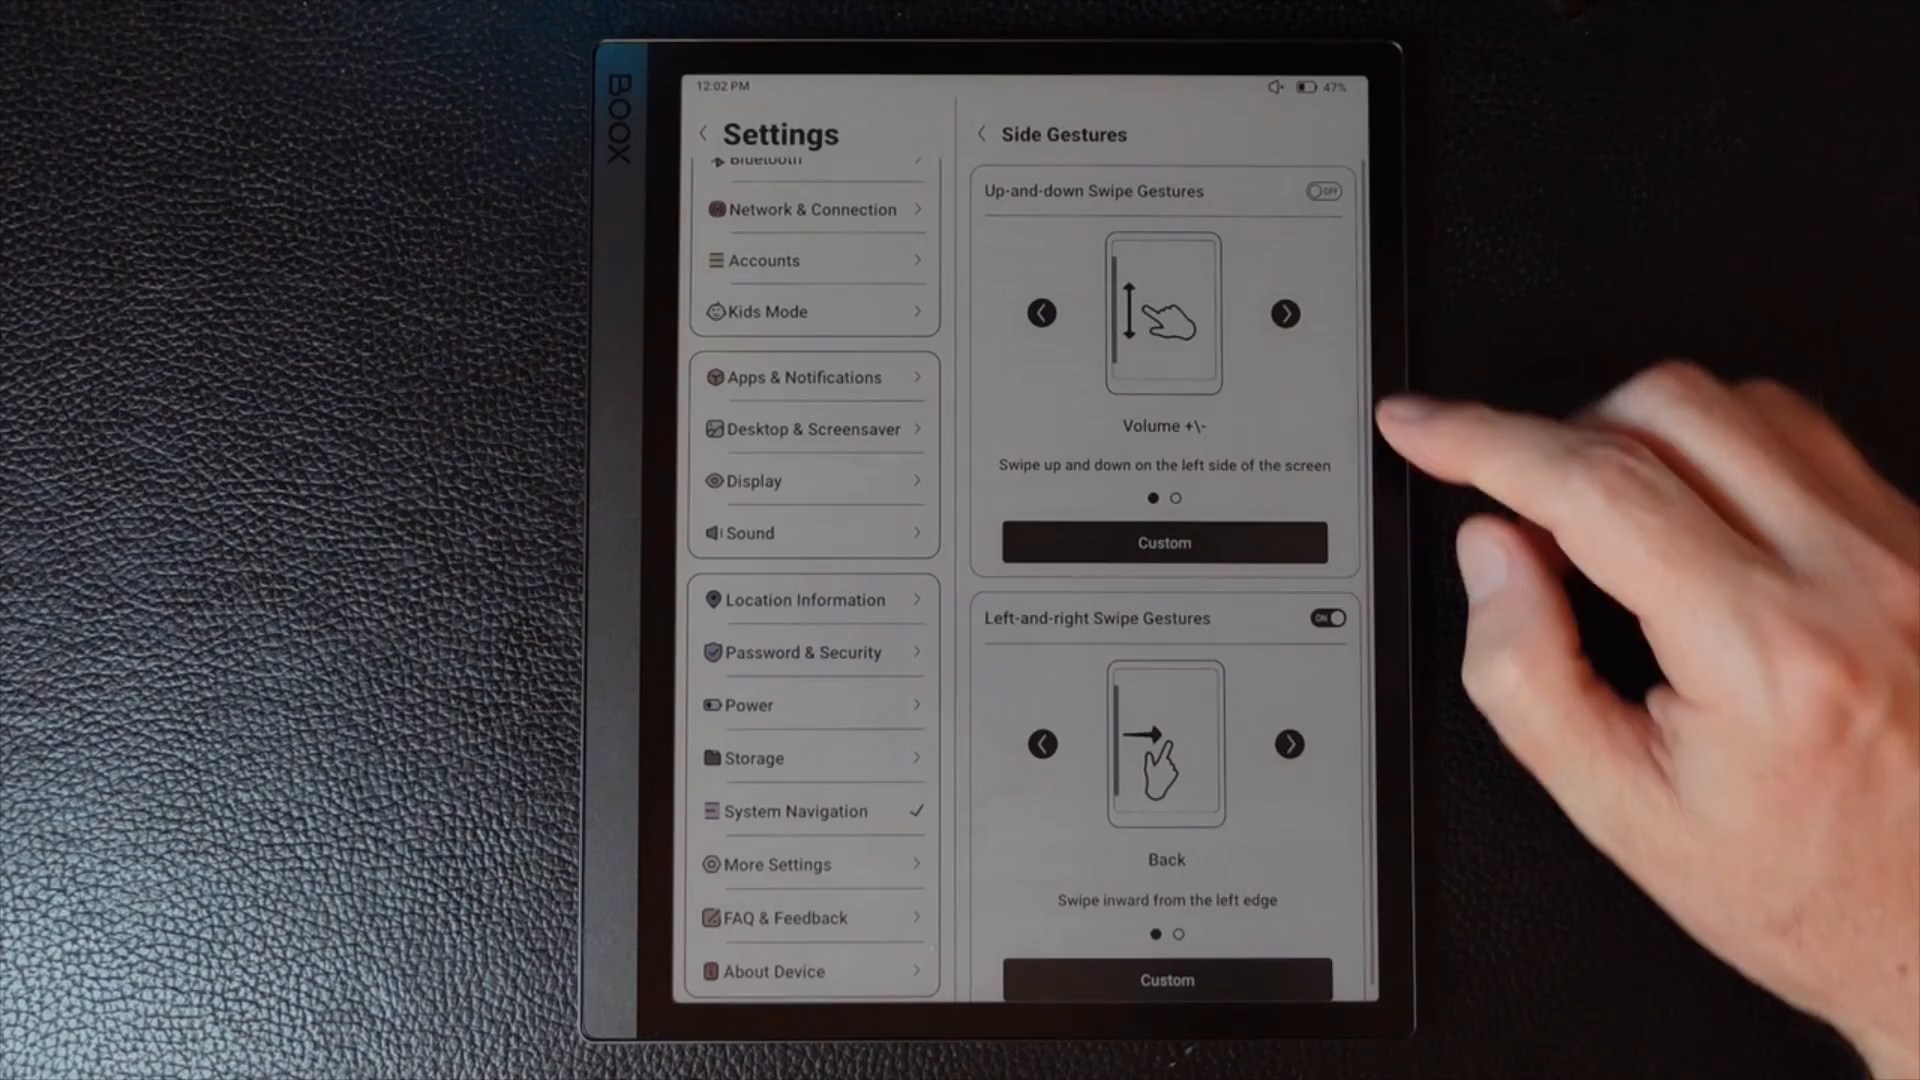 BOOX
12:02 PM
47%
Settings
Bluetooth
Network & Connection
Accounts
Kids Mode
Apps & Notifications
Desktop & Screensaver
Display
Sound
Location Information
Password & Security
Power
Storage
System Navigation
More Settings
FAQ & Feedback
About Device
Side Gestures
Up-and-down Swipe Gestures
OFF
Volume +\-
Swipe up and down on the left side of the screen
Custom
Left-and-right Swipe Gestures
ON
Back
Swipe inward from the left edge
Custom